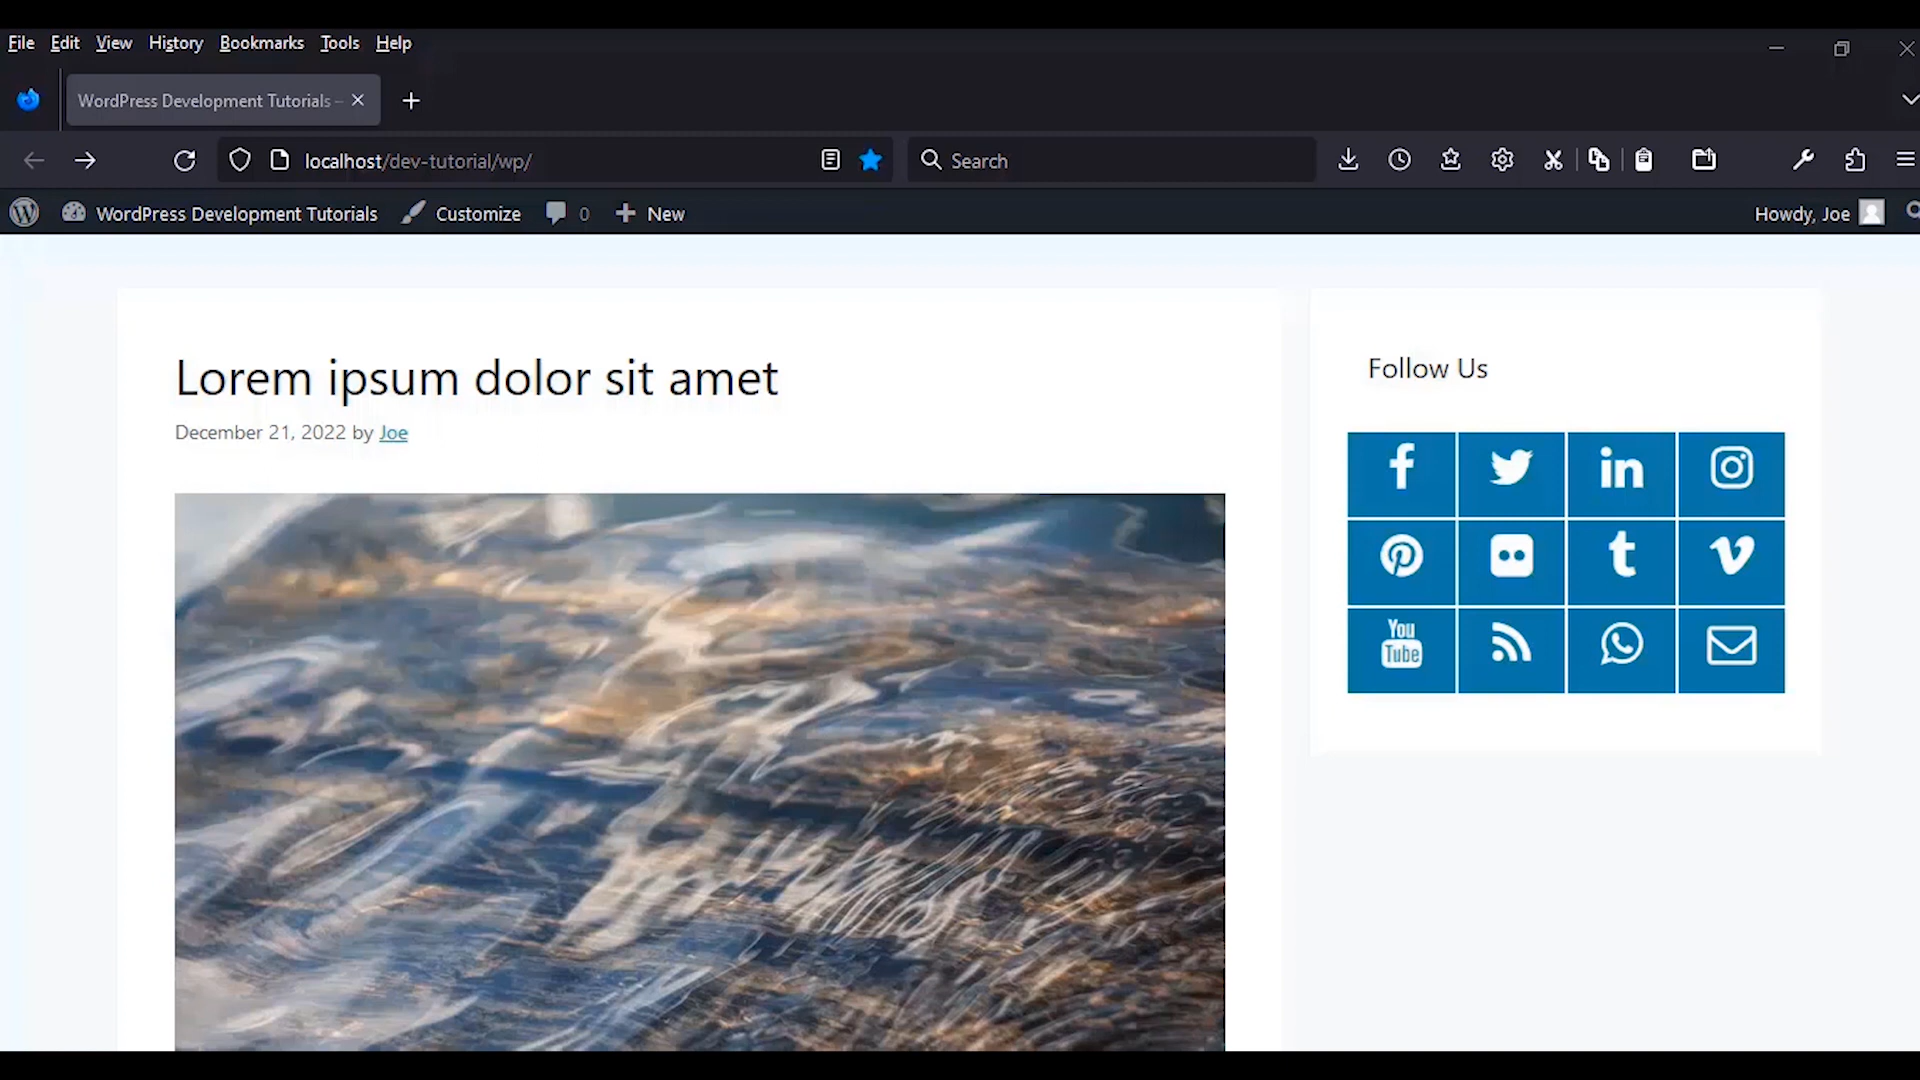 File Edit View History Bookmarks Tools Help
WordPress Development Tutorials –
localhost/dev-tutorial/wp/
Search
WordPress Development Tutorials Customize 0 New
Howdy, Joe
Lorem ipsum dolor sit amet
December 21, 2022 by Joe
Follow Us
You
Tube